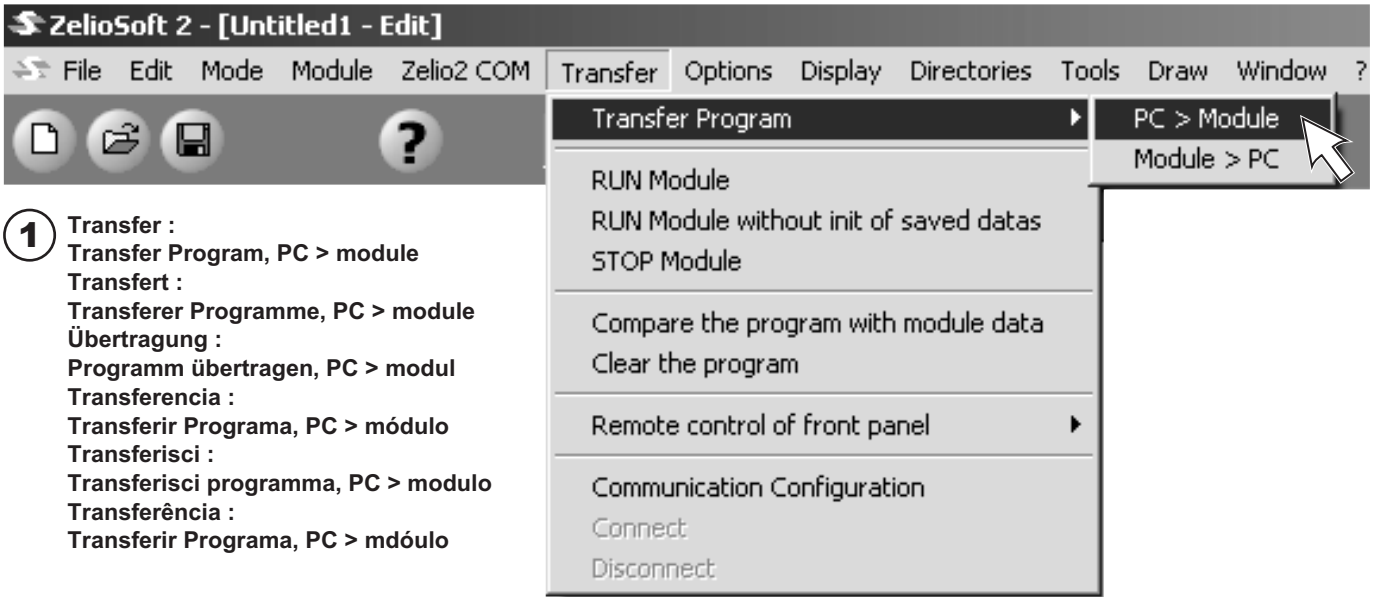 ZelioSoft 2 - [Untitled1 - Edit]
File Edit Mode Module Zelio2 COM Transfer Options Display Directories Tools Draw Window ?
Transfer Program
PC > Module
Module > PC
RUN Module
RUN Module without init of saved datas
STOP Module
Compare the program with module data
Clear the program
Remote control of front panel
Communication Configuration
Connect
Disconnect
?
1
Transfer :
Transfer Program, PC > module
Transfert :
Transferer Programme, PC > module
Übertragung :
Programm übertragen, PC > modul
Transferencia :
Transferir Programa, PC > módulo
Transferisci :
Transferisci programma, PC > modulo
Transferência :
Transferir Programa, PC > mdóulo